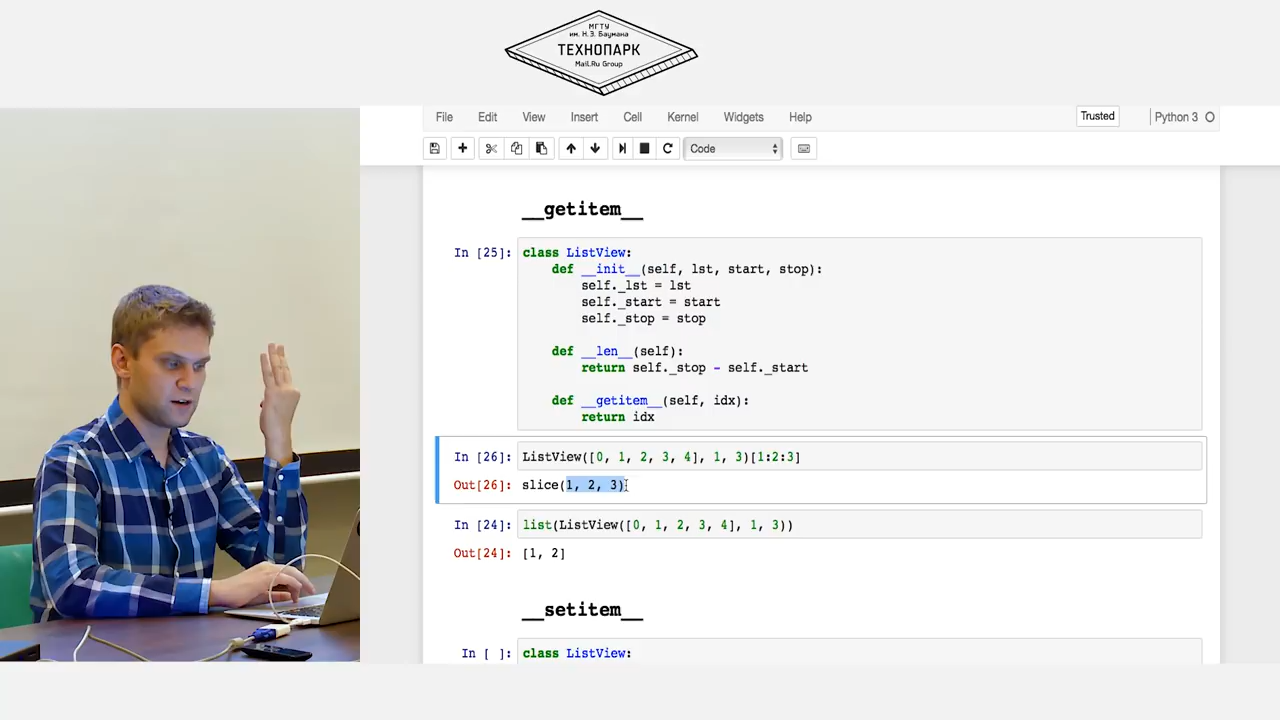 МГТУ
им. Н.Э. Баумана
ТЕХНОПАРК
Mail.Ru Group
File Edit View Insert Cell Kernel Widgets Help Trusted Python 3
Code
__getitem__
In [25]: class ListView:
    def __init__(self, lst, start, stop):
        self._lst = lst
        self._start = start
        self._stop = stop
    def __len__(self):
        return self._stop - self._start
    def __getitem__(self, idx):
        return idx
In [26]: ListView([0, 1, 2, 3, 4], 1, 3)[1:2:3]
Out[26]: slice(1, 2, 3)
In [24]: list(ListView([0, 1, 2, 3, 4], 1, 3))
Out[24]: [1, 2]
__setitem__
In [ ]: class ListView: